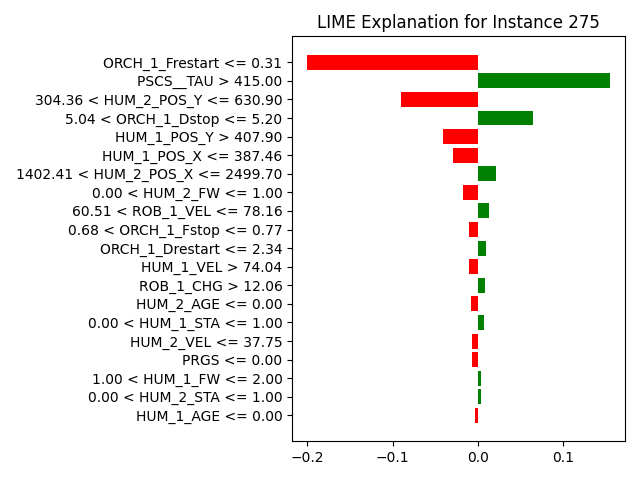 LIME Explanation for Instance 275
ORCH_1_Frestart <= 0.31
PSCS__TAU > 415.00
304.36 < HUM_2_POS_Y <= 630.90
5.04 < ORCH_1_Dstop <= 5.20
HUM_1_POS_Y > 407.90
HUM_1_POS_X <= 387.46
1402.41 < HUM_2_POS_X <= 2499.70
0.00 < HUM_2_FW <= 1.00
60.51 < ROB_1_VEL <= 78.16
0.68 < ORCH_1_Fstop <= 0.77
ORCH_1_Drestart <= 2.34
HUM_1_VEL > 74.04
ROB_1_CHG > 12.06
HUM_2_AGE <= 0.00
0.00 < HUM_1_STA <= 1.00
HUM_2_VEL <= 37.75
PRGS <= 0.00
1.00 < HUM_1_FW <= 2.00
0.00 < HUM_2_STA <= 1.00
HUM_1_AGE <= 0.00
−0.2 −0.1 0.0 0.1